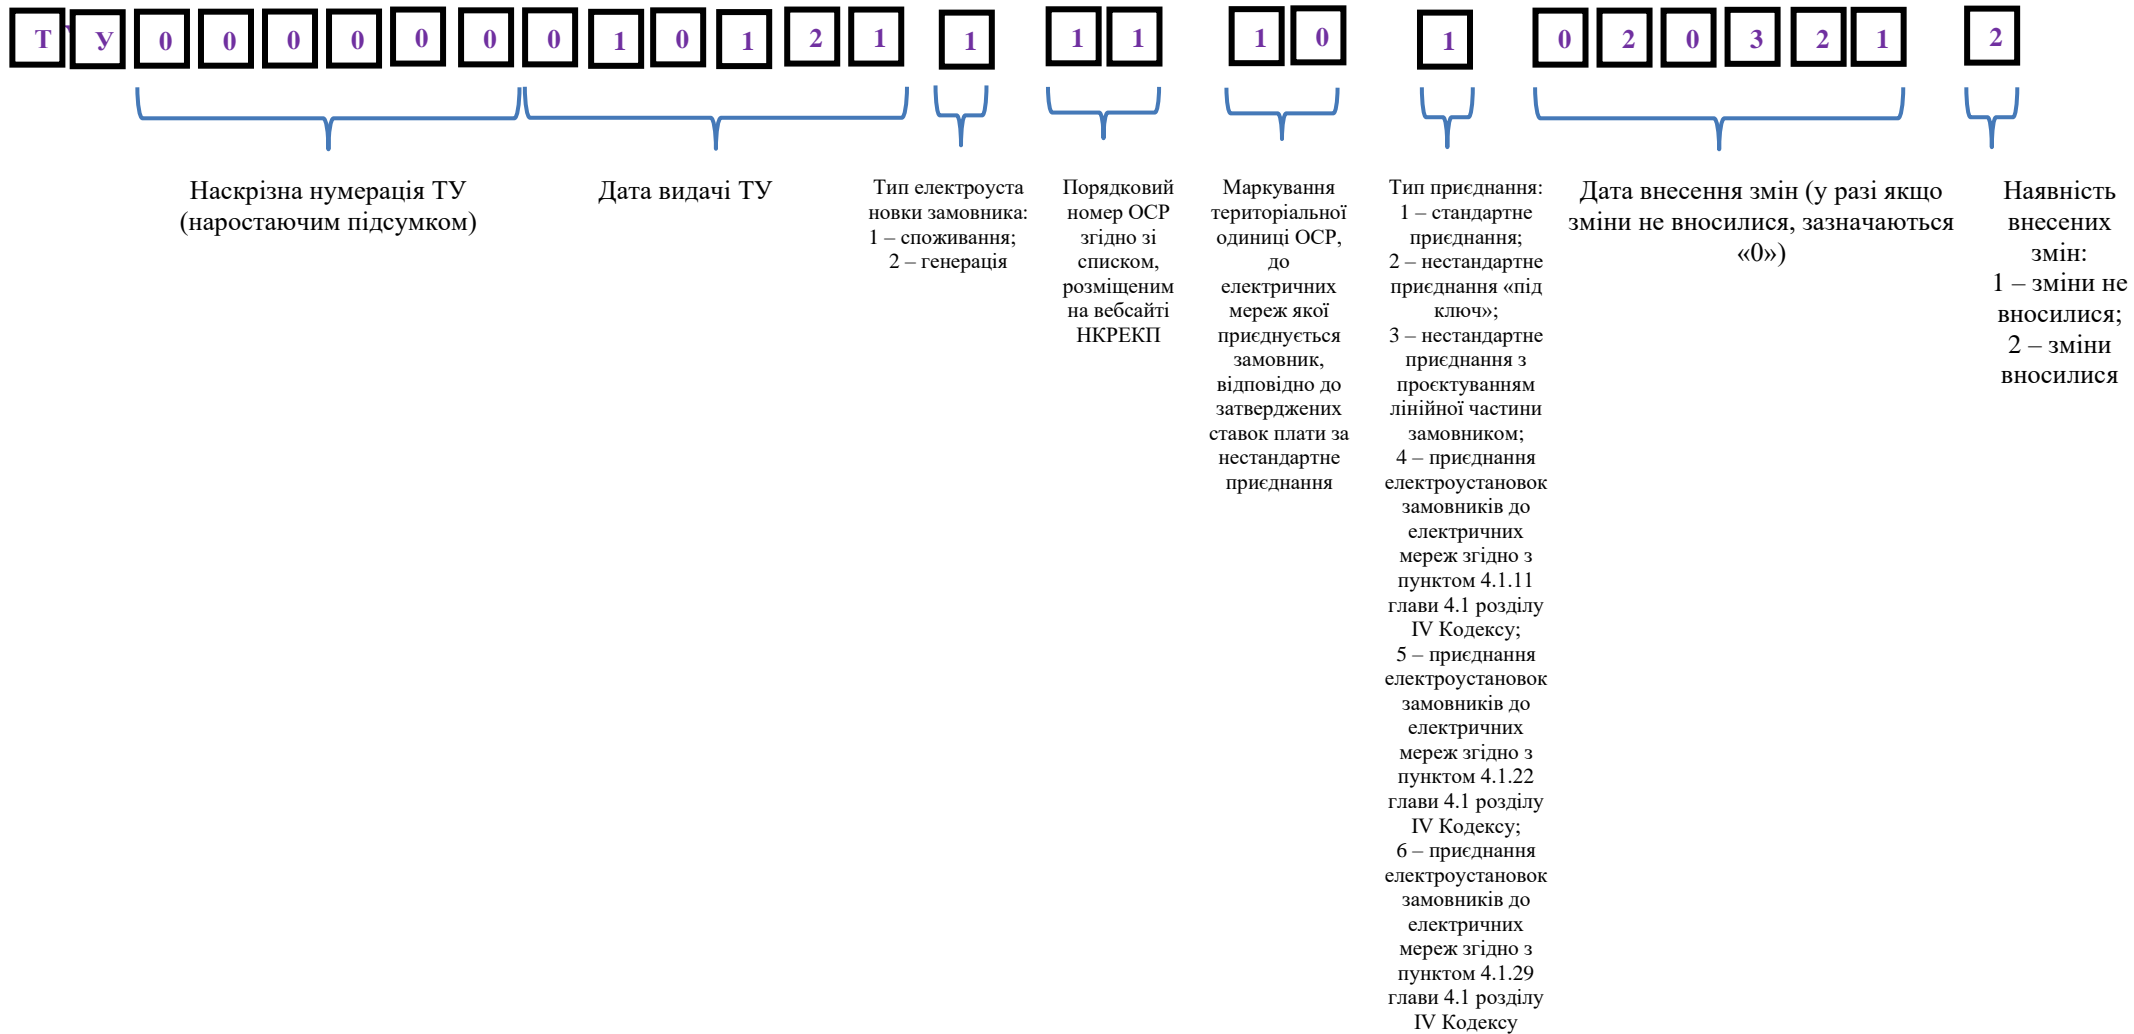 Т У 0 0 0 0 0 0 0 1 0 1 2 1 1 1 1 1 0 1 0 2 0 3 2 1 2
Наскрізна нумерація ТУ
(наростаючим підсумком)
Дата видачі ТУ
Тип електроуста
новки замовника:
1 – споживання;
2 – генерація
Порядковий
номер ОСР
згідно зі
списком,
розміщеним
на вебсайті
НКРЕКП
Маркування
територіальної
одиниці ОСР,
до
електричних
мереж якої
приєднується
замовник,
відповідно до
затверджених
ставок плати за
нестандартне
приєднання
Тип приєднання:
1 – стандартне
приєднання;
2 – нестандартне
приєднання «під
ключ»;
3 – нестандартне
приєднання з
проєктуванням
лінійної частини
замовником;
4 – приєднання
електроустановок
замовників до
електричних
мереж згідно з
пунктом 4.1.11
глави 4.1 розділу
IV Кодексу;
5 – приєднання
електроустановок
замовників до
електричних
мереж згідно з
пунктом 4.1.22
глави 4.1 розділу
IV Кодексу;
6 – приєднання
електроустановок
замовників до
електричних
мереж згідно з
пунктом 4.1.29
глави 4.1 розділу
IV Кодексу
Дата внесення змін (у разі якщо
зміни не вносилися, зазначаються
«0»)
Наявність
внесених
змін:
1 – зміни не
вносилися;
2 – зміни
вносилися